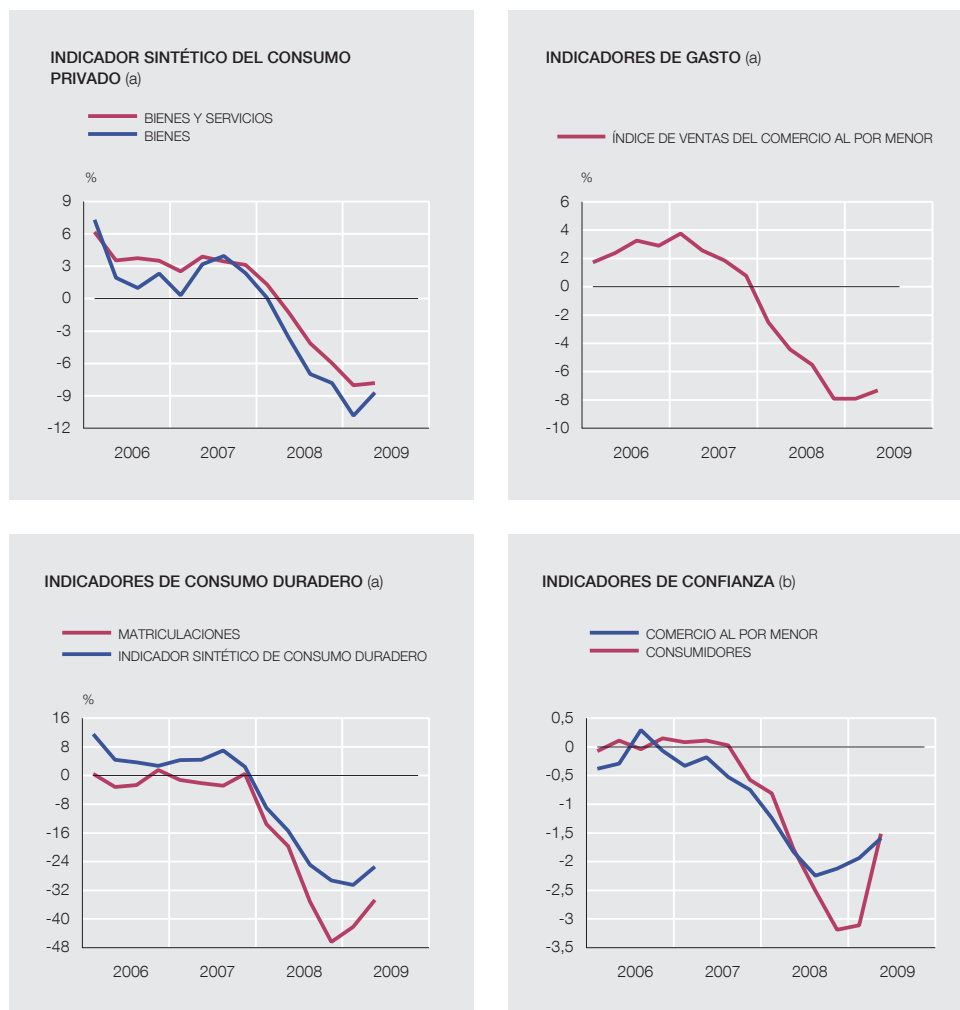 INDICADOR SINTÉTICO DEL CONSUMO
PRIVADO (a)
BIENES Y SERVICIOS
BIENES
%
9
6
3
0
-3
-6
-9
-12
2006 2007 2008 2009
INDICADORES DE GASTO (a)
ÍNDICE DE VENTAS DEL COMERCIO AL POR MENOR
%
6
4
2
0
-2
-4
-6
-8
-10
2006 2007 2008 2009
INDICADORES DE CONSUMO DURADERO (a)
MATRICULACIONES
INDICADOR SINTÉTICO DE CONSUMO DURADERO
%
16
8
0
-8
-16
-24
-32
-40
-48
2006 2007 2008 2009
INDICADORES DE CONFIANZA (b)
COMERCIO AL POR MENOR
CONSUMIDORES
0,5
0
-0,5
-1
-1,5
-2
-2,5
-3
-3,5
2006 2007 2008 2009